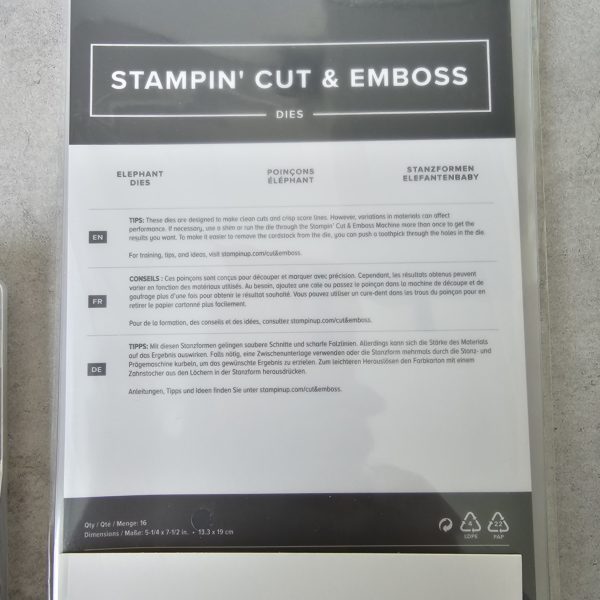 STAMPIN' CUT & EMBOSS
DIES
ELEPHANT
DIES
POINÇONS
ÉLÉPHANT
STANZFORMEN
ELEFANTENBABY
EN
TIPS: These dies are designed to make clean cuts and crisp score lines. However, variations in materials can affect
performance. If necessary, use a shim or run the die through the Stampin' Cut & Emboss Machine more than once to get the
results you want. To make it easier to remove the cardstock from the die, you can push a toothpick through the holes in the die.
For training, tips, and ideas, visit stampinup.com/cut&emboss.
FR
CONSEILS : Ces poinçons sont conçus pour découper et marquer avec précision. Cependant, les résultats obtenus peuvent
varier en fonction des matériaux utilisés. Au besoin, ajoutez une cale ou passez le poinçon dans la machine de découpe et de
gaufrage plus d'une fois pour obtenir le résultat souhaité. Vous pouvez utiliser un cure-dent dans les trous du poinçon pour en
retirer le papier cartonné plus facilement.
Pour de la formation, des conseils et des idées, consultez stampinup.com/cut&emboss.
DE
TIPPS: Mit diesen Stanzformen gelingen saubere Schnitte und scharfe Falzlinien. Allerdings kann sich die Stärke des Materials
auf das Ergebnis auswirken. Falls nötig, eine Zwischenunterlage verwenden oder die Stanzform mehrmals durch die Stanz- und
Prägemaschine kurbeln, um das gewünschte Ergebnis zu erzielen. Zum leichteren Herauslösen den Farbkarton mit einem
Zahnstocher aus den Löchern in der Stanzform herausdrücken.
Anleitungen, Tipps und Ideen finden Sie unter stampinup.com/cut&emboss.
Qty / Qté / Menge: 16
Dimensions / Maße: 5-1/4 x 7-1/2 in. • 13.3 x 19 cm
4
LDPE
22
PAP